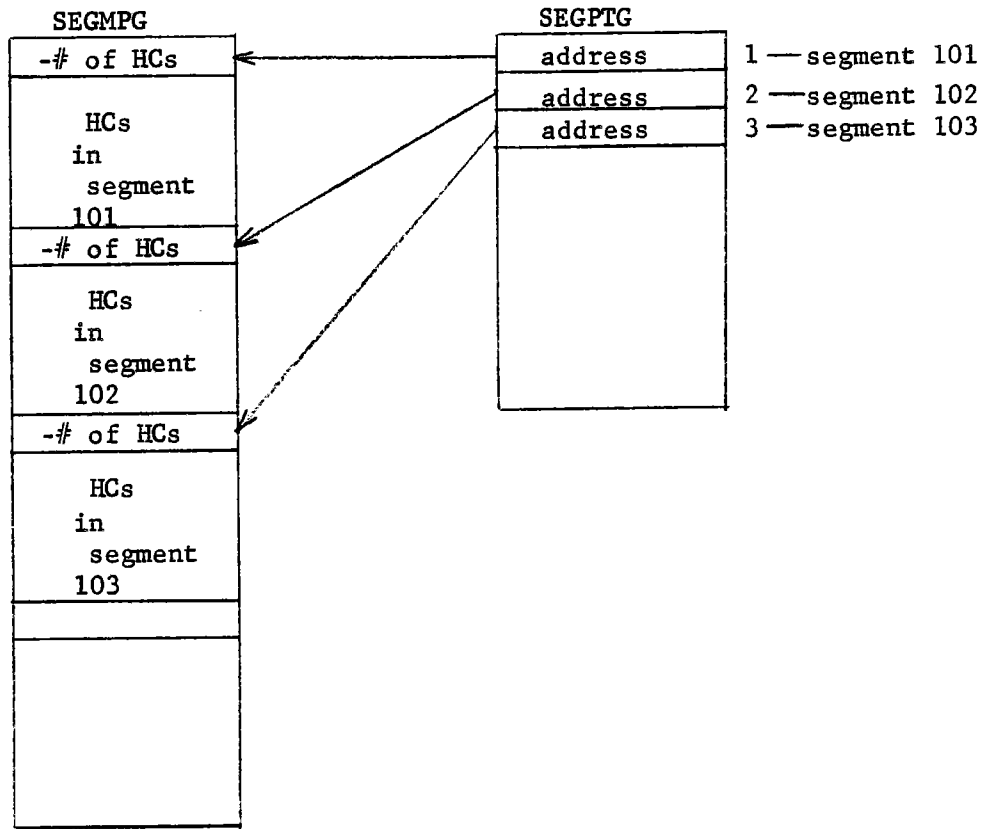 SEGMPG
-# of HCs
HCs
in
segment
101
-# of HCs
HCs
in
segment
102
-# of HCs
HCs
in
segment
103
SEGPTG
address 1 — segment 101
address 2 — segment 102
address 3 — segment 103